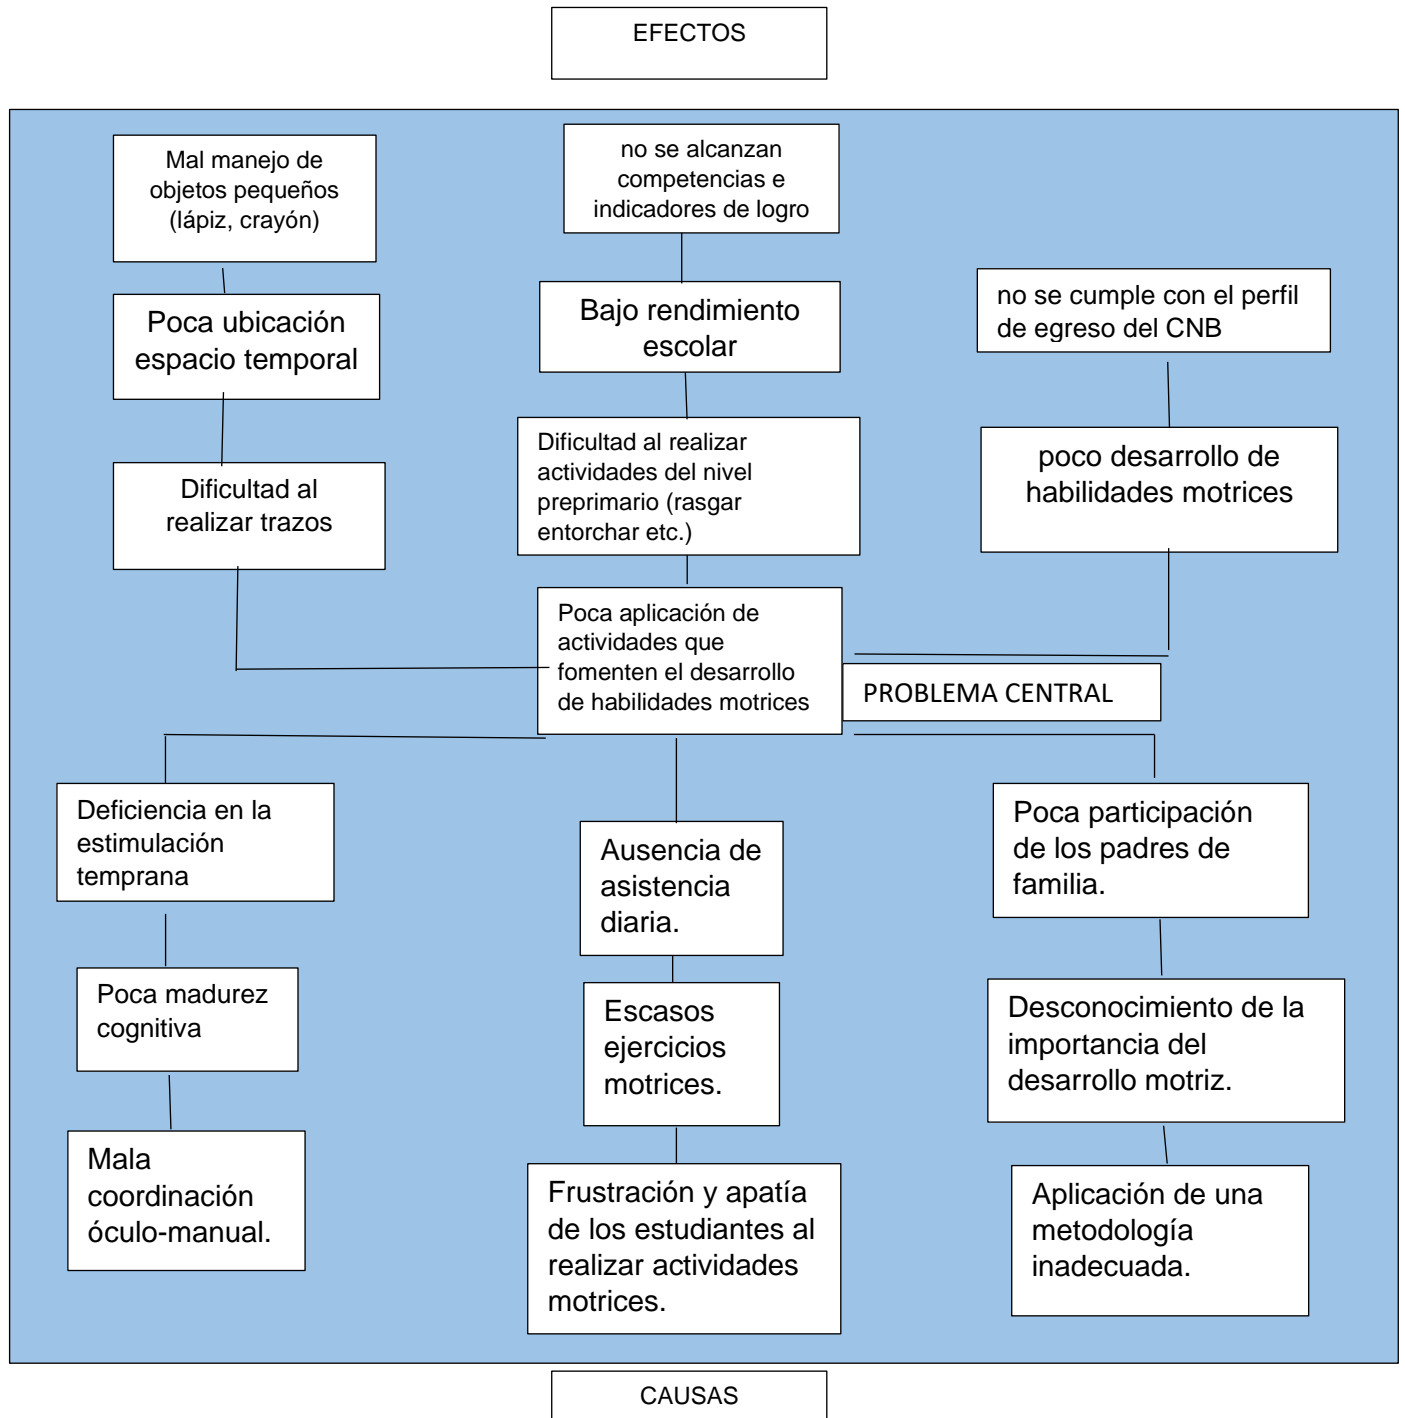 EFECTOS
Mal manejo de
objetos pequeños
(lápiz, crayón)
Poca ubicación
espacio temporal
Dificultad al
realizar trazos
no se alcanzan
competencias e
indicadores de logro
Bajo rendimiento
escolar
Dificultad al realizar
actividades del nivel
preprimario (rasgar
entorchar etc.)
no se cumple con el perfil
de egreso del CNB
poco desarrollo de
habilidades motrices
Poca aplicación de
actividades que
fomenten el desarrollo
de habilidades motrices
PROBLEMA CENTRAL
Deficiencia en la
estimulación
temprana
Poca madurez
cognitiva
Mala
coordinación
óculo-manual.
Ausencia de
asistencia
diaria.
Escasos
ejercicios
motrices.
Frustración y apatía
de los estudiantes al
realizar actividades
motrices.
Poca participación
de los padres de
familia.
Desconocimiento de la
importancia del
desarrollo motriz.
Aplicación de una
metodología
inadecuada.
CAUSAS